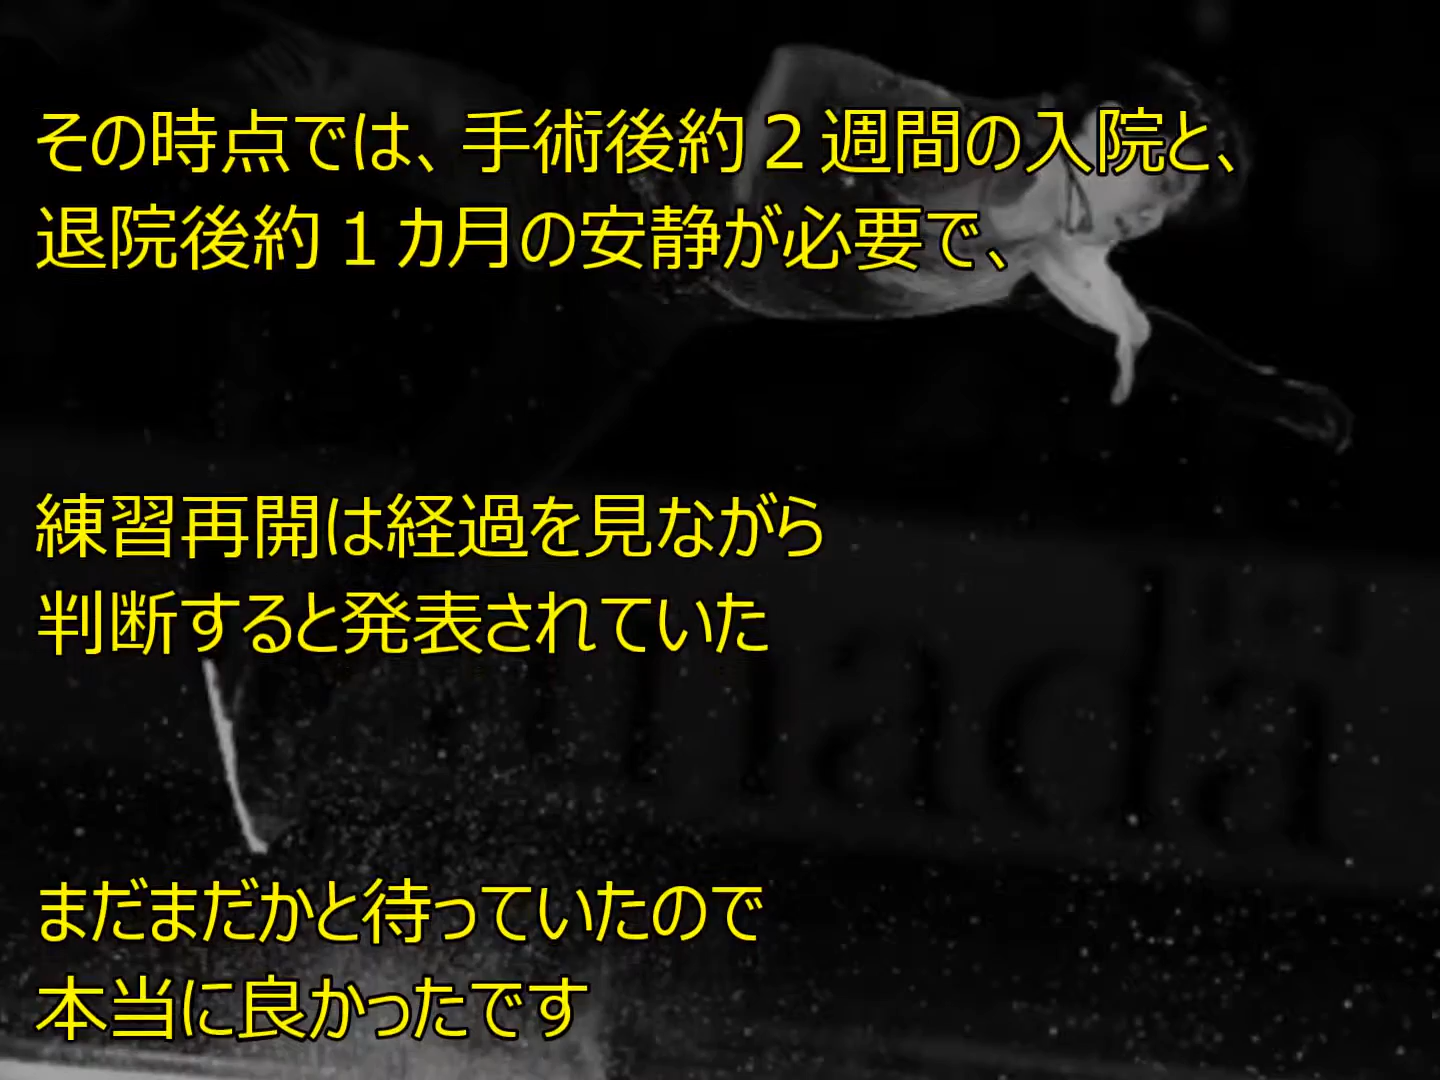 その時点では、手術後約２週間の入院と、
退院後約１カ月の安静が必要で、
練習再開は経過を見ながら
判断すると発表されていた
まだまだかと待っていたので
本当に良かったです